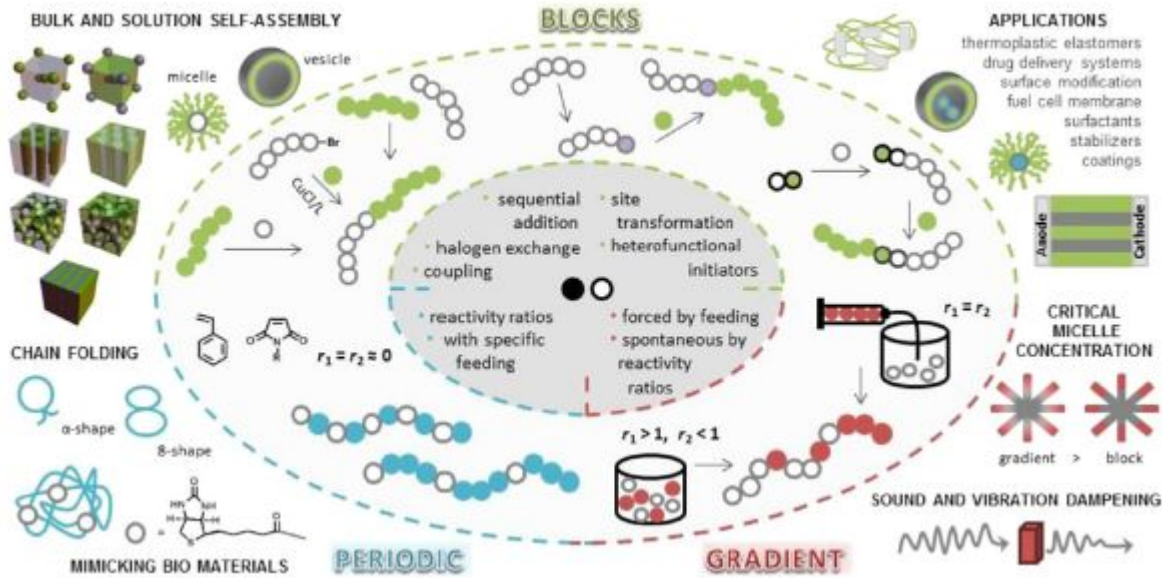 BULK AND SOLUTION SELF-ASSEMBLY
micelle
vesicle
BLOCKS
APPLICATIONS
thermoplastic elastomers
drug delivery systems
surface modification
fuel cell membrane
surfactants
stabilizers
coatings
Br
CuCl/L
Anode
Cathode
sequential
addition
halogen exchange
coupling
site
transformation
heterofunctional
initiators
reactivity ratios
with specific
feeding
forced by feeding
spontaneous by
reactivity
ratios
r₁ = r₂ ≈ 0
r₁ = r₂
r₁ > 1, r₂ < 1
CHAIN FOLDING
α-shape
8-shape
O
HN
NH
H
H
S
O
=
MIMICKING BIO MATERIALS
PERIODIC
GRADIENT
CRITICAL
MICELLE
CONCENTRATION
gradient > block
SOUND AND VIBRATION DAMPENING
O
N
O
R